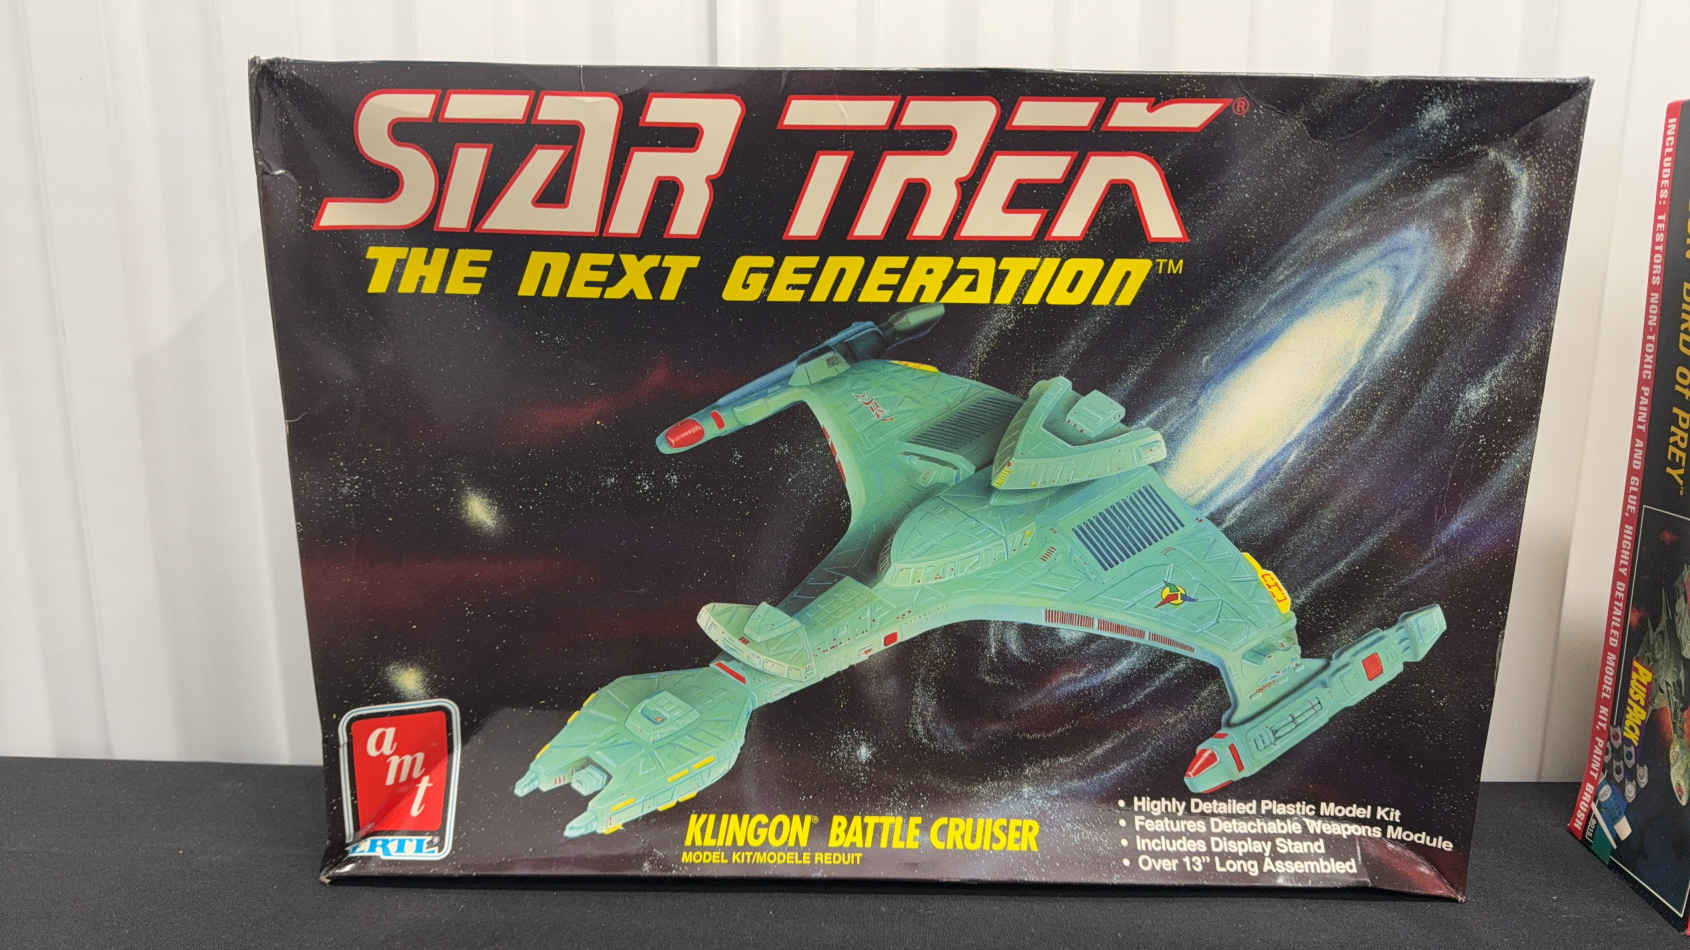 STAR TREK®
THE NEXT GENERATION™
amt
ERTL
KLINGON® BATTLE CRUISER
MODEL KIT/MODELE REDUIT
• Highly Detailed Plastic Model Kit
• Features Detachable Weapons Module
• Includes Display Stand
• Over 13" Long Assembled
INCLUDES: TESTORS NON-TOXIC PAINT AND GLUE, HIGHLY DETAILED MODEL KIT, PAINT BRUSH
BIRD of PREY™
PLUS PACK